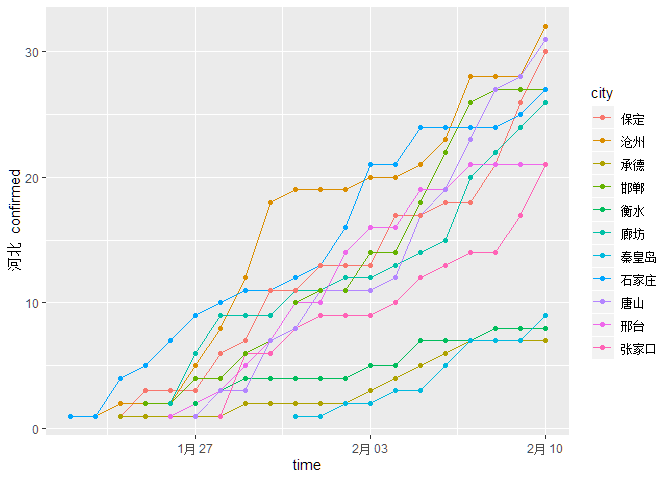 河北 confirmed
30
20
10
0
1月 27
2月 03
2月 10
time
city
保定
沧州
承德
邯郸
衡水
廊坊
秦皇岛
石家庄
唐山
邢台
张家口